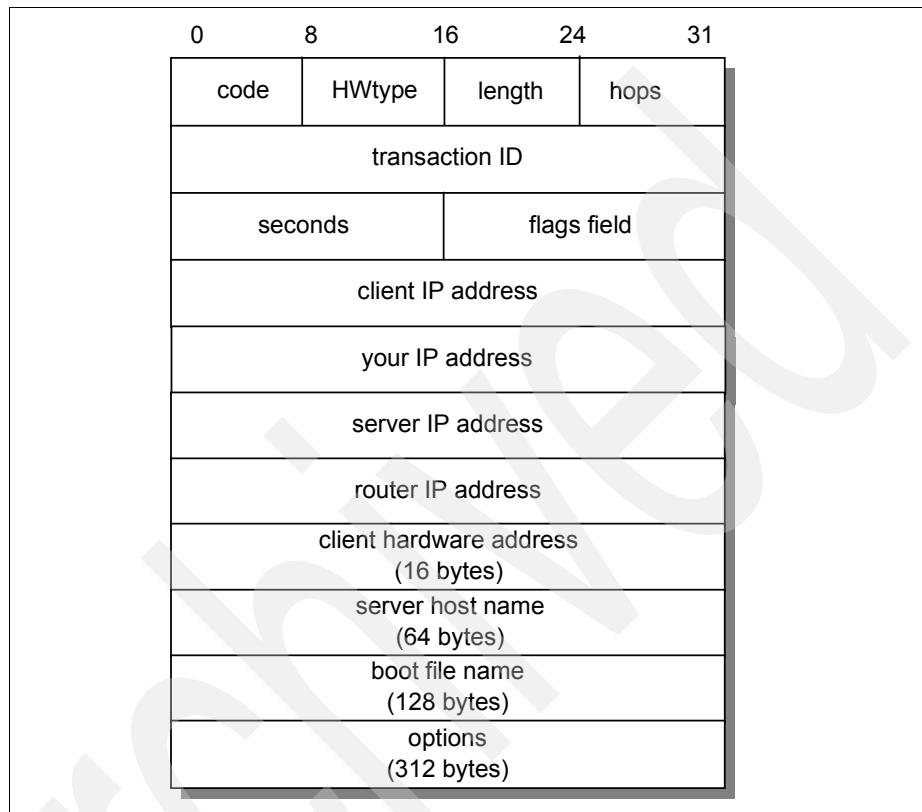 0 8 16 24 31
code HWtype length hops
transaction ID
seconds flags field
client IP address
your IP address
server IP address
router IP address
client hardware address
(16 bytes)
server host name
(64 bytes)
boot file name
(128 bytes)
options
(312 bytes)
rchived